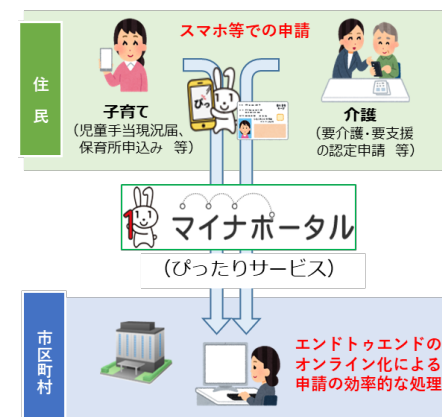 スマホ等での申請
住民
子育て
(児童手当現況届、
保育所申込み 等)
ぴっ
介護
(要介護・要支援
の認定申請 等)
マイナポータル
(ぴったりサービス)
市区町村
エンドトゥエンドの
オンライン化による
申請の効率的な処理